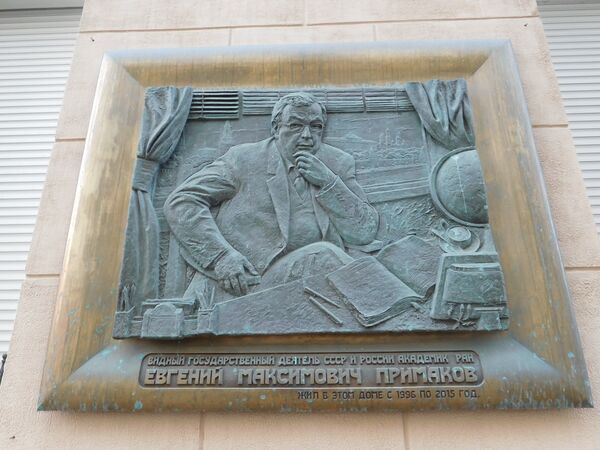 ВИДНЫЙ ГОСУДАРСТВЕННЫЙ ДЕЯТЕЛЬ СССР И РОССИИ АКАДЕМИК РАН
ЕВГЕНИЙ МАКСИМОВИЧ ПРИМАКОВ
ЖИЛ В ЭТОМ ДОМЕ С 1996 ПО 2015 ГОД.